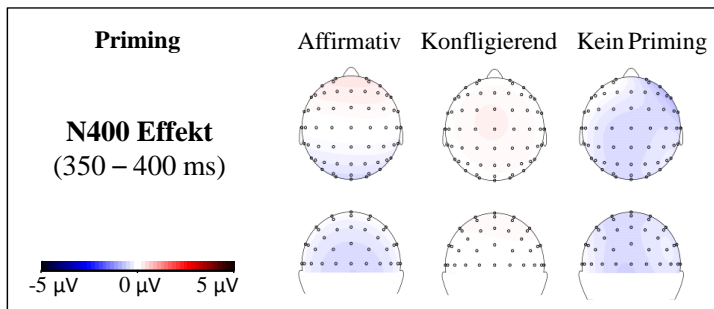 Priming Affirmativ Konfligierend Kein Priming
N400 Effekt
(350 – 400 ms)
-5 µV 0 µV 5 µV